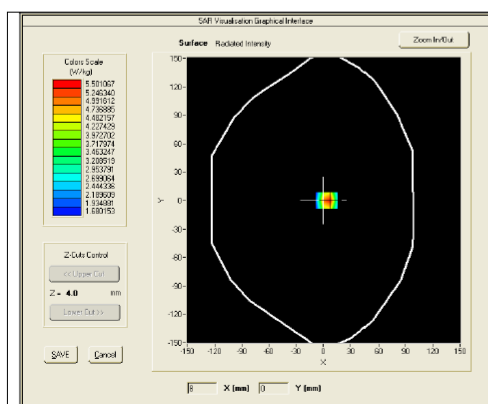 SAR Visualisation Graphical Interface
Surface Radiated Intensity
Zoom In/Out
Colors Scale
(W/kg)
5.501067
5.246340
4.991612
4.736885
4.482157
4.227429
3.972702
3.717974
3.463247
3.208519
2.953791
2.699064
2.444336
2.189609
1.934881
1.680153
Z-Cuts Control
<< Upper Cut
Z = 4.0 mm
Lower Cut >>
SAVE
Cancel
150
120
90
60
30
0
-30
-60
-90
-120
-150
Y
-150 -120 -90 -60 -30 0 30 60 90 120 150
X
8 X (mm) 0 Y (mm)